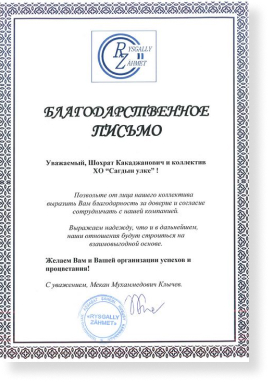 RYSGALLY
ZÄHMET
БЛАГОДАРСТВЕННОЕ
ПИСЬМО
Уважаемый, Шохрат Какаджанович и коллектив
ХО “Сагдын улке” !
Позвольте от лица нашего коллектива
выразить Вам благодарность за доверие и согласие
сотрудничать с нашей компанией.
Выражаем надежду, что и в дальнейшем,
наши отношения будут строиться на
взаимовыгодной основе.
Желаем Вам и Вашей организации успехов и
процветания!
С уважением, Мекан Мухаммедович Клычев.
«RYSGALLY
ZÄHMET»